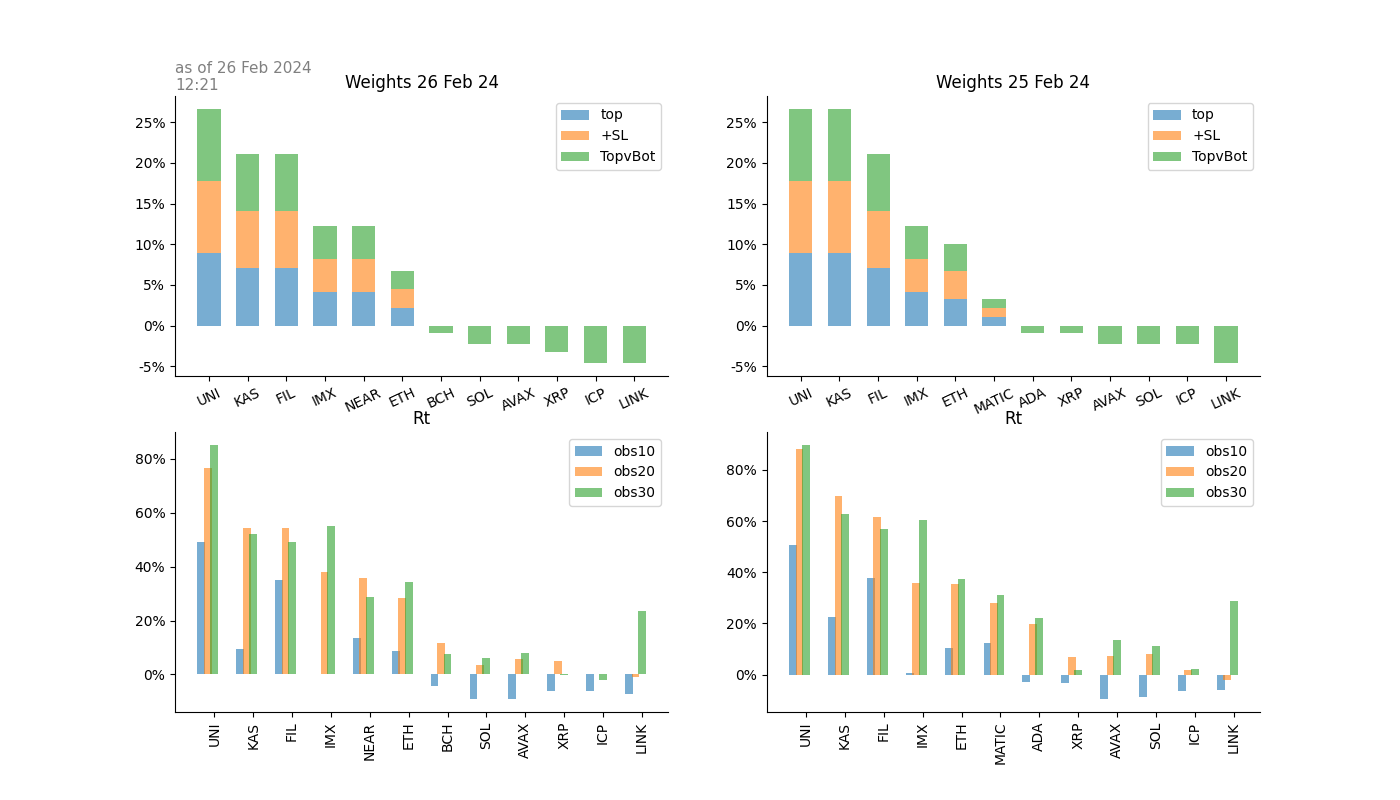 as of 26 Feb 2024
12:21
Weights 26 Feb 24
25%
20%
15%
10%
5%
0%
-5%
top
+SL
TopvBot
UNI KAS FIL IMX NEAR ETH BCH SOL AVAX XRP ICP LINK
Weights 25 Feb 24
25%
20%
15%
10%
5%
0%
-5%
top
+SL
TopvBot
UNI KAS FIL IMX ETH MATIC ADA XRP AVAX SOL ICP LINK
Rt
80%
60%
40%
20%
0%
obs10
obs20
obs30
UNI KAS FIL IMX NEAR ETH BCH SOL AVAX XRP ICP LINK
Rt
80%
60%
40%
20%
0%
obs10
obs20
obs30
UNI KAS FIL IMX ETH MATIC ADA XRP AVAX SOL ICP LINK